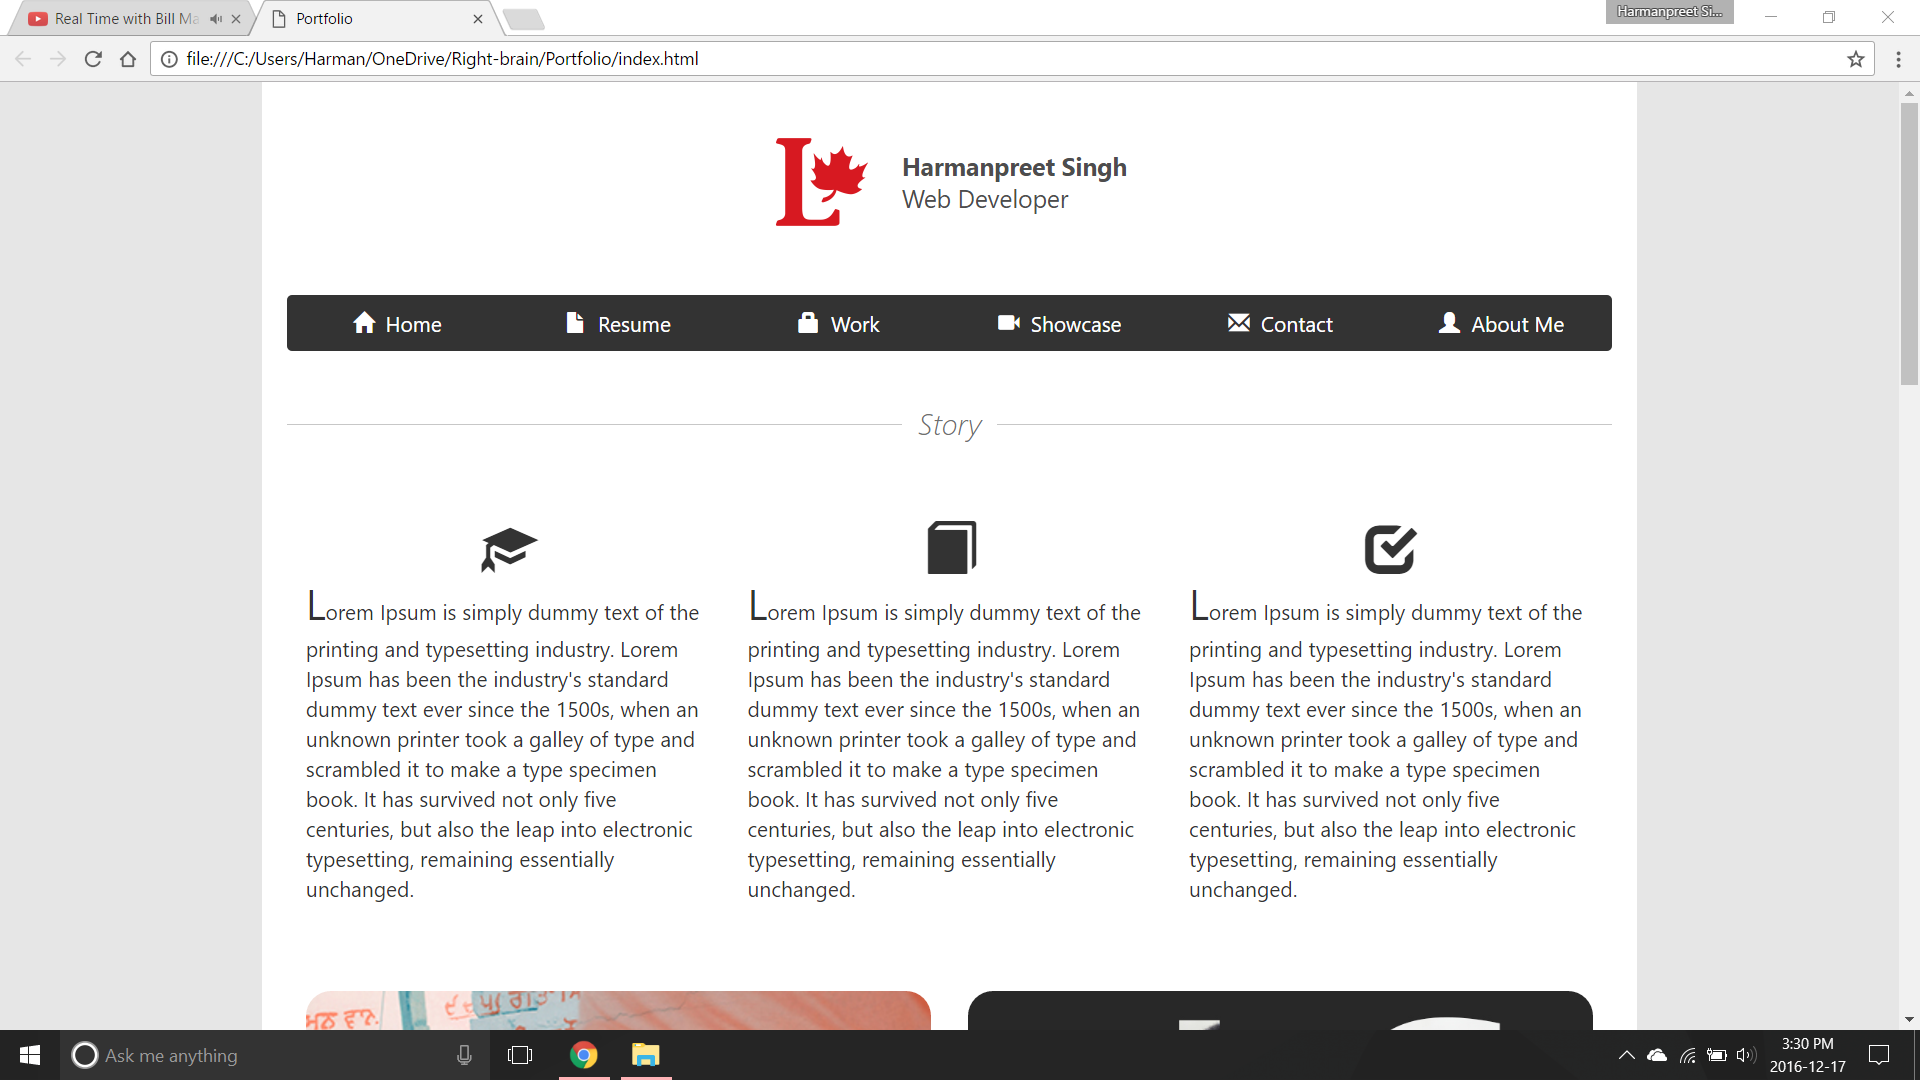 Real Time with Bill Ma
Portfolio
Harmanpreet Si...
file:///C:/Users/Harman/OneDrive/Right-brain/Portfolio/index.html
L
Harmanpreet Singh
Web Developer
Home Resume Work Showcase Contact About Me
Story
Lorem Ipsum is simply dummy text of the
printing and typesetting industry. Lorem
Ipsum has been the industry's standard
dummy text ever since the 1500s, when an
unknown printer took a galley of type and
scrambled it to make a type specimen
book. It has survived not only five
centuries, but also the leap into electronic
typesetting, remaining essentially
unchanged.
Lorem Ipsum is simply dummy text of the
printing and typesetting industry. Lorem
Ipsum has been the industry's standard
dummy text ever since the 1500s, when an
unknown printer took a galley of type and
scrambled it to make a type specimen
book. It has survived not only five
centuries, but also the leap into electronic
typesetting, remaining essentially
unchanged.
Lorem Ipsum is simply dummy text of the
printing and typesetting industry. Lorem
Ipsum has been the industry's standard
dummy text ever since the 1500s, when an
unknown printer took a galley of type and
scrambled it to make a type specimen
book. It has survived not only five
centuries, but also the leap into electronic
typesetting, remaining essentially
unchanged.
Ask me anything
3:30 PM
2016-12-17